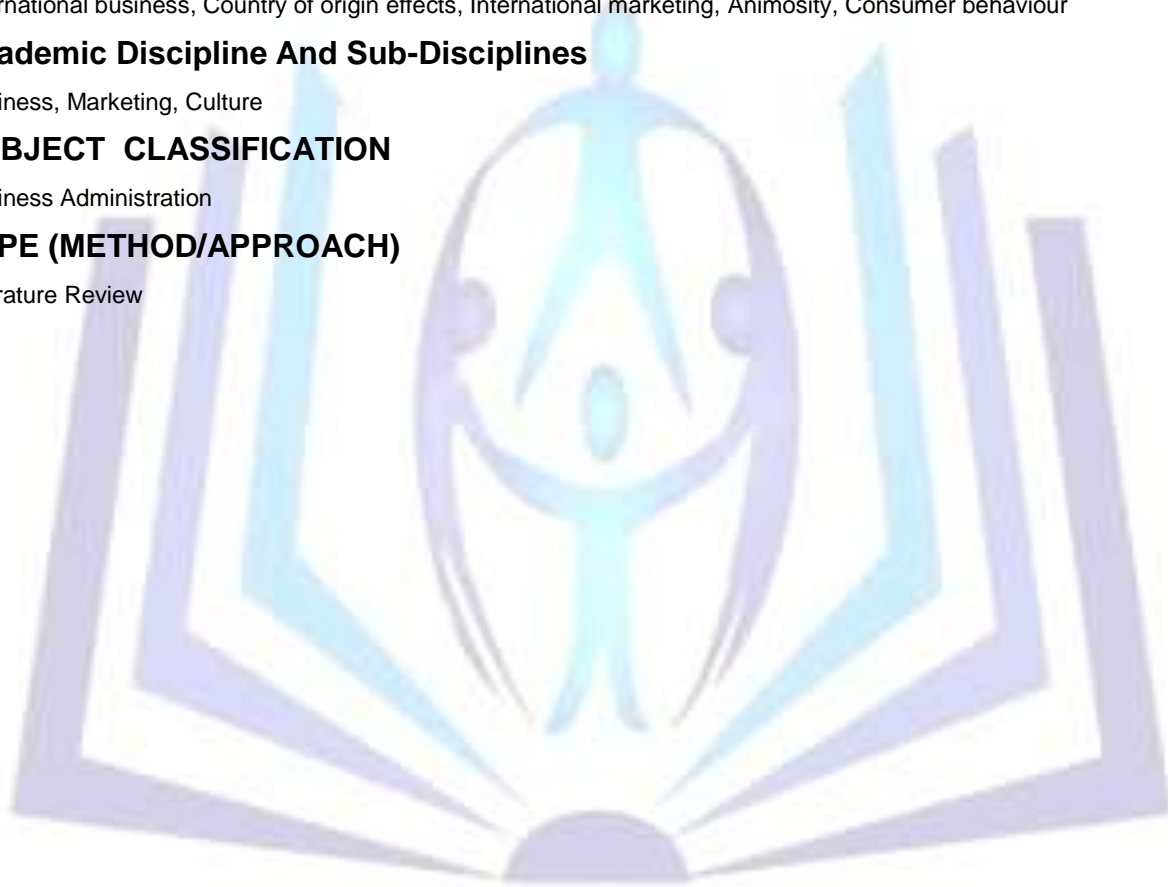 rnational business, Country of origin effects, International marketing, Animosity, Consumer behaviour
ademic Discipline And Sub-Disciplines
iness, Marketing, Culture
BJECT CLASSIFICATION
iness Administration
PE (METHOD/APPROACH)
rature Review